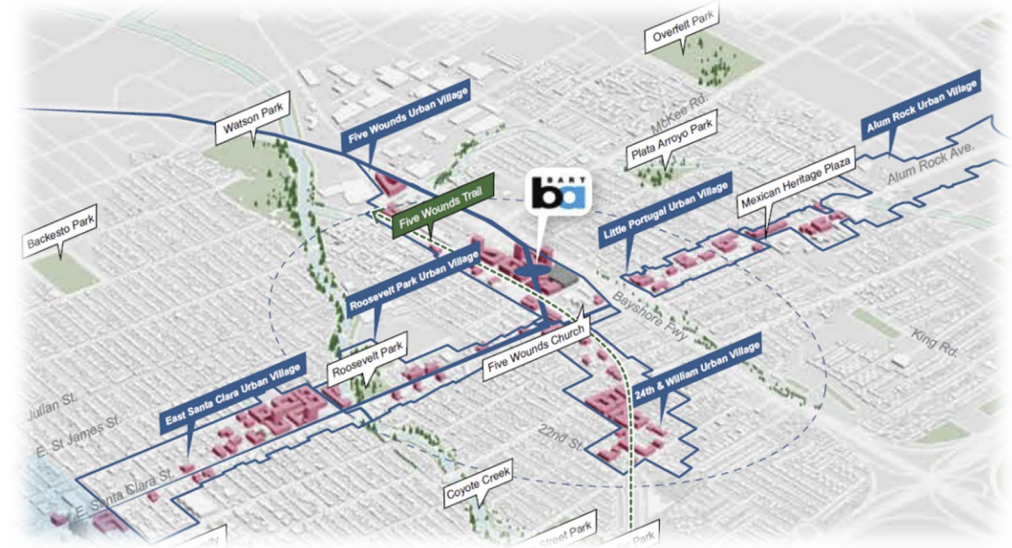 Overfelt Park
Alum Rock Urban Village
Five Wounds Urban Village
Watson Park
McKee Rd.
Plata Arroyo Park
Alum Rock Ave.
Mexican Heritage Plaza
BART
ba
Five Wounds Trail
Little Portugal Urban Village
Backesto Park
Roosevelt Park Urban Village
Bayshore Fwy
King Rd.
Five Wounds Church
Roosevelt Park
24th & William Urban Village
East Santa Clara Urban Village
Julian St.
E. St James St.
22nd St.
E. Santa Clara St.
Coyote Creek
Street Park
Park